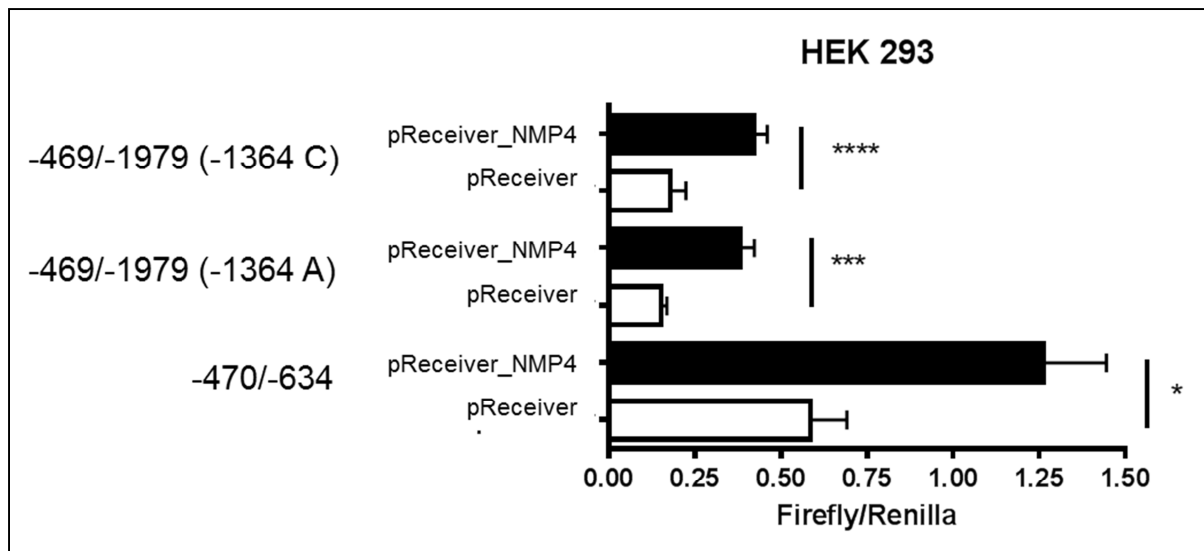 HEK 293
-469/-1979 (-1364 C)
pReceiver_NMP4
pReceiver
****
-469/-1979 (-1364 A)
pReceiver_NMP4
pReceiver
***
-470/-634
pReceiver_NMP4
pReceiver
*
0.00 0.25 0.50 0.75 1.00 1.25 1.50
Firefly/Renilla